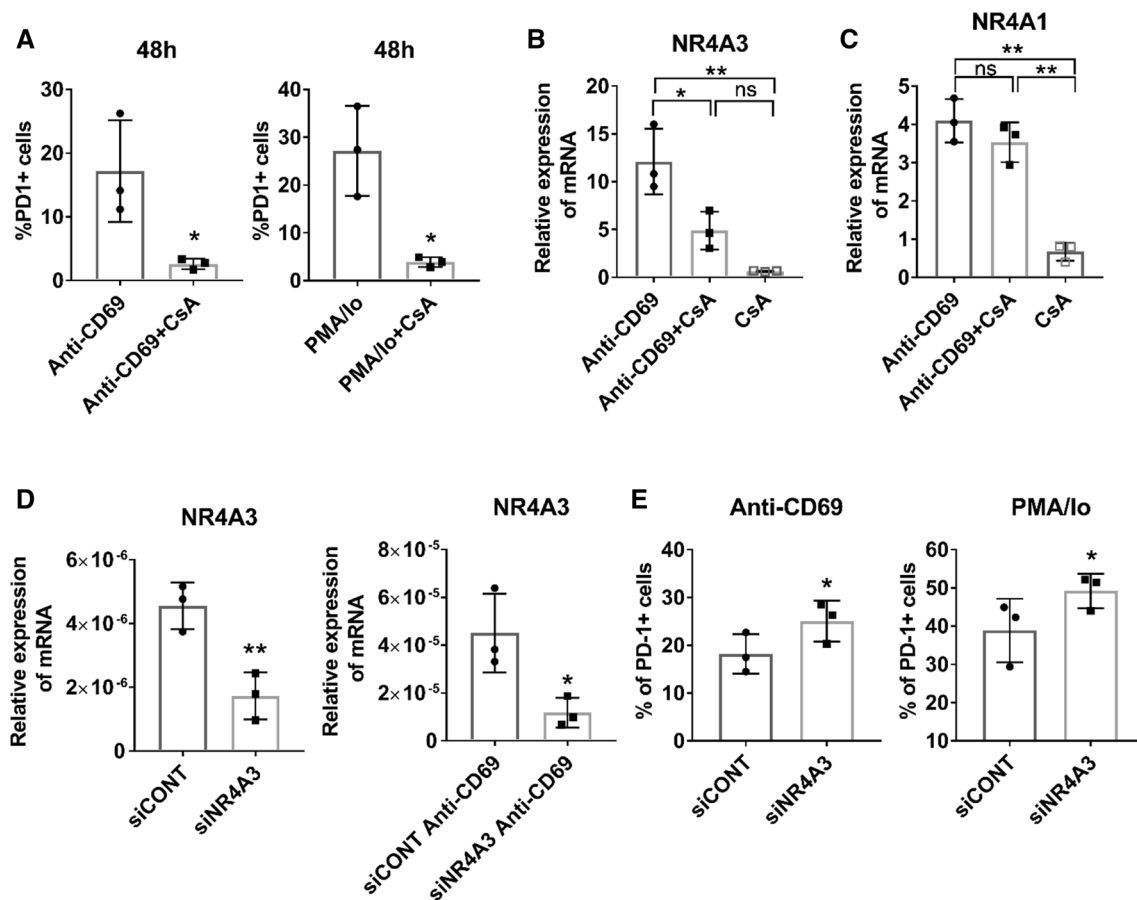 A
48h
%PD1+ cells
30
20
10
0
*
Anti-CD69
Anti-CD69+CsA
48h
%PD1+ cells
40
30
20
10
0
*
PMA/Io
PMA/Io+CsA
B
NR4A3
Relative expression
of mRNA
20
15
10
5
0
**
*
ns
Anti-CD69
Anti-CD69+CsA
CsA
C
NR4A1
Relative expression
of mRNA
5
4
3
2
1
0
**
ns
**
Anti-CD69
Anti-CD69+CsA
CsA
D
NR4A3
Relative expression
of mRNA
6×10-6
4×10-6
2×10-6
0
**
siCONT
siNR4A3
NR4A3
Relative expression
of mRNA
8×10-5
6×10-5
4×10-5
2×10-5
0
*
siCONT Anti-CD69
siNR4A3 Anti-CD69
E
Anti-CD69
% of PD-1+ cells
40
30
20
10
0
*
siCONT
siNR4A3
PMA/Io
% of PD-1+ cells
60
50
40
30
20
10
*
siCONT
siNR4A3